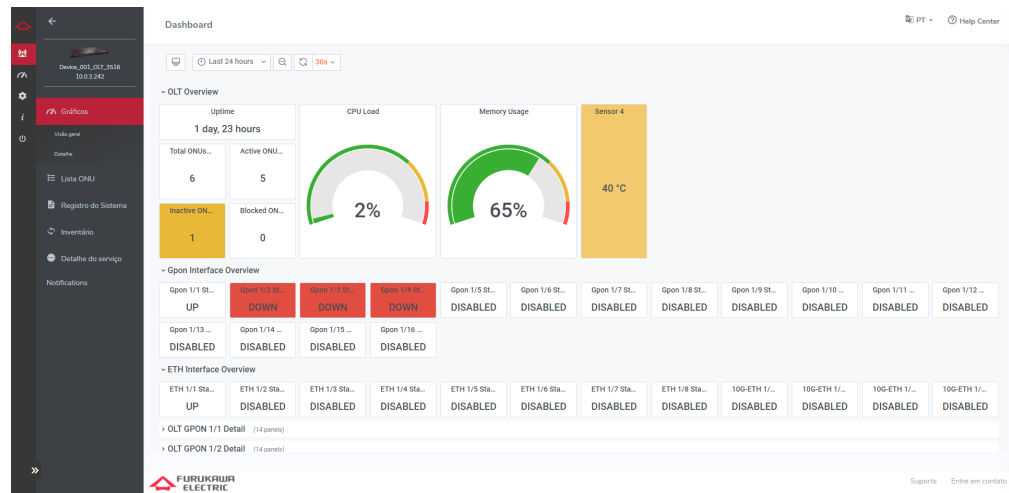 Dashboard
PT
Help Center
Device_001_OLT_3516
10.0.3.242
Gráficos
Visão geral
Detalhe
Lista ONU
Registro do Sistema
Inventário
Detalhe do serviço
Notifications
Last 24 hours
30s
OLT Overview
Uptime
1 day, 23 hours
Total ONUs...
6
Active ONU...
5
Inactive ON...
1
Blocked ON...
0
CPU Load
2%
Memory Usage
65%
Sensor 4
40 °C
Gpon Interface Overview
Gpon 1/1 St... Gpon 1/2 St... Gpon 1/3 St... Gpon 1/4 St... Gpon 1/5 St... Gpon 1/6 St... Gpon 1/7 St... Gpon 1/8 St... Gpon 1/9 St... Gpon 1/10 ... Gpon 1/11 ... Gpon 1/12 ...
UP DOWN DOWN DOWN DISABLED DISABLED DISABLED DISABLED DISABLED DISABLED DISABLED DISABLED
Gpon 1/13 ... Gpon 1/14 ... Gpon 1/15 ... Gpon 1/16 ...
DISABLED DISABLED DISABLED DISABLED
ETH Interface Overview
ETH 1/1 Sta... ETH 1/2 Sta... ETH 1/3 Sta... ETH 1/4 Sta... ETH 1/5 Sta... ETH 1/6 Sta... ETH 1/7 Sta... ETH 1/8 Sta... 10G-ETH 1/... 10G-ETH 1/... 10G-ETH 1/... 10G-ETH 1/...
UP DISABLED DISABLED DISABLED DISABLED DISABLED DISABLED DISABLED DISABLED DISABLED DISABLED DISABLED
OLT GPON 1/1 Detail (14 panels)
OLT GPON 1/2 Detail (14 panels)
FURUKAWA
ELECTRIC
Suporte
Entre em contato